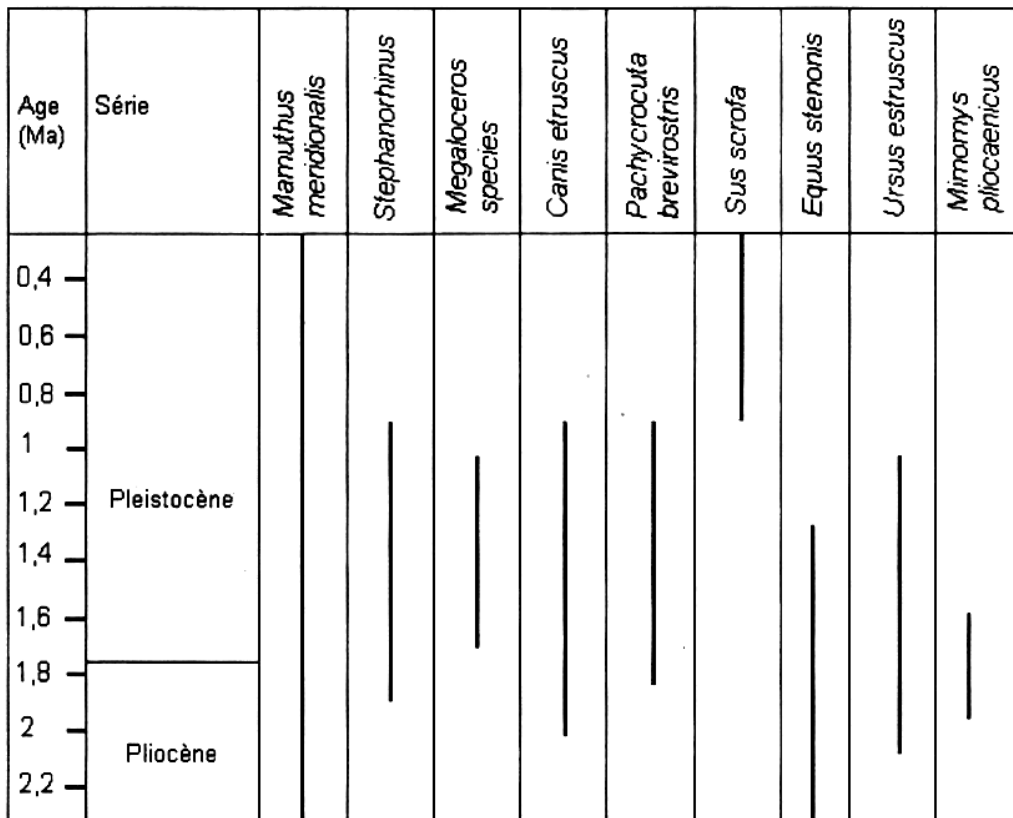 Age
(Ma)
Série
Mamuthus
meridionalis
Stephanorhinus
Megaloceros
species
Canis etruscus
Pachycrocuta
brevirostris
Sus scrofa
Equus stenonis
Ursus estruscus
Mimomys
pliocaenicus
0,4
0,6
0,8
1
1,2
1,4
1,6
1,8
2
2,2
Pleistocène
Pliocène